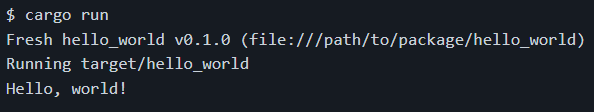 $ cargo run
Fresh hello_world v0.1.0 (file:///path/to/package/hello_world)
Running target/hello_world
Hello, world!